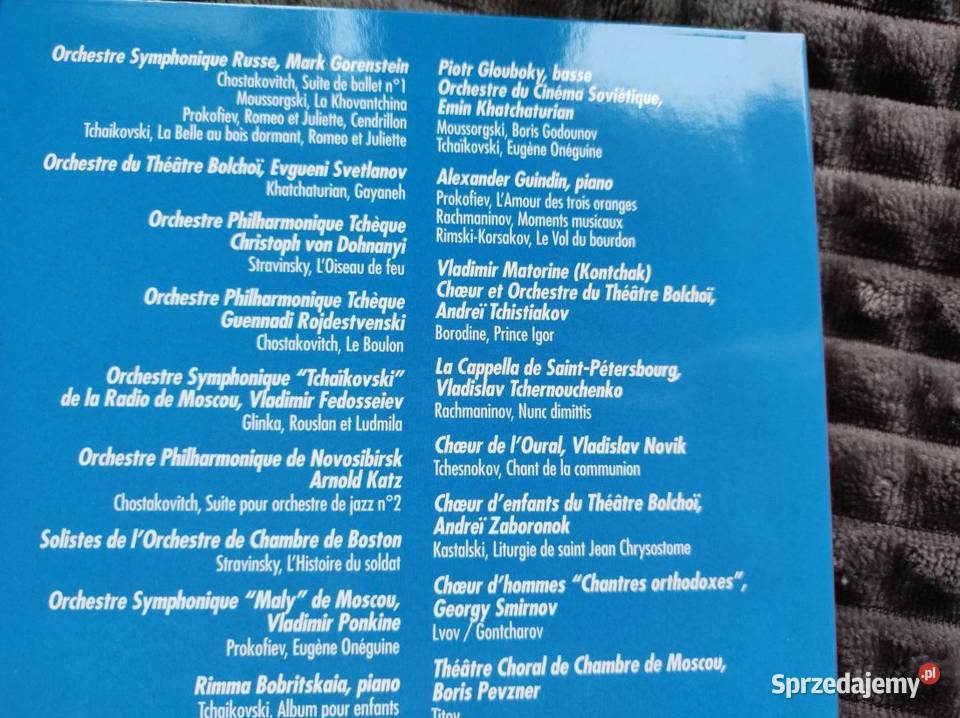 Orchestre Symphonique Russe, Mark Gorenstein
Chostakovitch, Suite de ballet n°1
Moussorgski, La Khovantchina
Prokofiev, Romeo et Juliette, Cendrillon
Tchaikovski, La Belle au bois dormant, Romeo et Juliette
Orchestre du Théâtre Bolchoï, Evgueni Svetlanov
Khatchaturian, Gayaneh
Orchestre Philharmonique Tchèque
Christoph von Dohnanyi
Stravinsky, L'Oiseau de feu
Orchestre Philharmonique Tchèque
Guennadi Rojdestvenski
Chostakovitch, Le Boulon
Orchestre Symphonique "Tchaïkovski"
de la Radio de Moscou, Vladimir Fedosseiev
Glinka, Rouslan et Ludmila
Orchestre Philharmonique de Novosibirsk
Arnold Katz
Chostakovitch, Suite pour orchestre de jazz n°2
Solistes de l'Orchestre de Chambre de Boston
Stravinsky, L'Histoire du soldat
Orchestre Symphonique "Maly" de Moscou,
Vladimir Ponkine
Prokofiev, Eugène Onéguine
Rimma Bobritskaia, piano
Tchaïkovski, Album pour enfants
Piotr Glouboky, basse
Orchestre du Cinéma Soviétique,
Emin Khatchaturian
Moussorgski, Boris Godounov
Tchaïkovski, Eugène Onéguine
Alexander Guindin, piano
Prokofiev, L'Amour des trois oranges
Rachmaninov, Moments musicaux
Rimski-Korsakov, Le Vol du bourdon
Vladimir Matorine (Kontchak)
Chœur et Orchestre du Théâtre Bolchoï,
Andreï Tchistiakov
Borodine, Prince Igor
La Cappella de Saint-Pétersbourg,
Vladislav Tchernouchenko
Rachmaninov, Nunc dimittis
Chœur de l'Oural, Vladislav Novik
Tchesnokov, Chant de la communion
Chœur d'enfants du Théâtre Bolchoï,
Andreï Zaboronok
Kastalski, Liturgie de saint Jean Chrysostome
Chœur d'hommes "Chantres orthodoxes",
Georgy Smirnov
Lvov / Gontcharov
Théâtre Choral de Chambre de Moscou,
Boris Pevzner
Titov
Sprzedajemy.pl